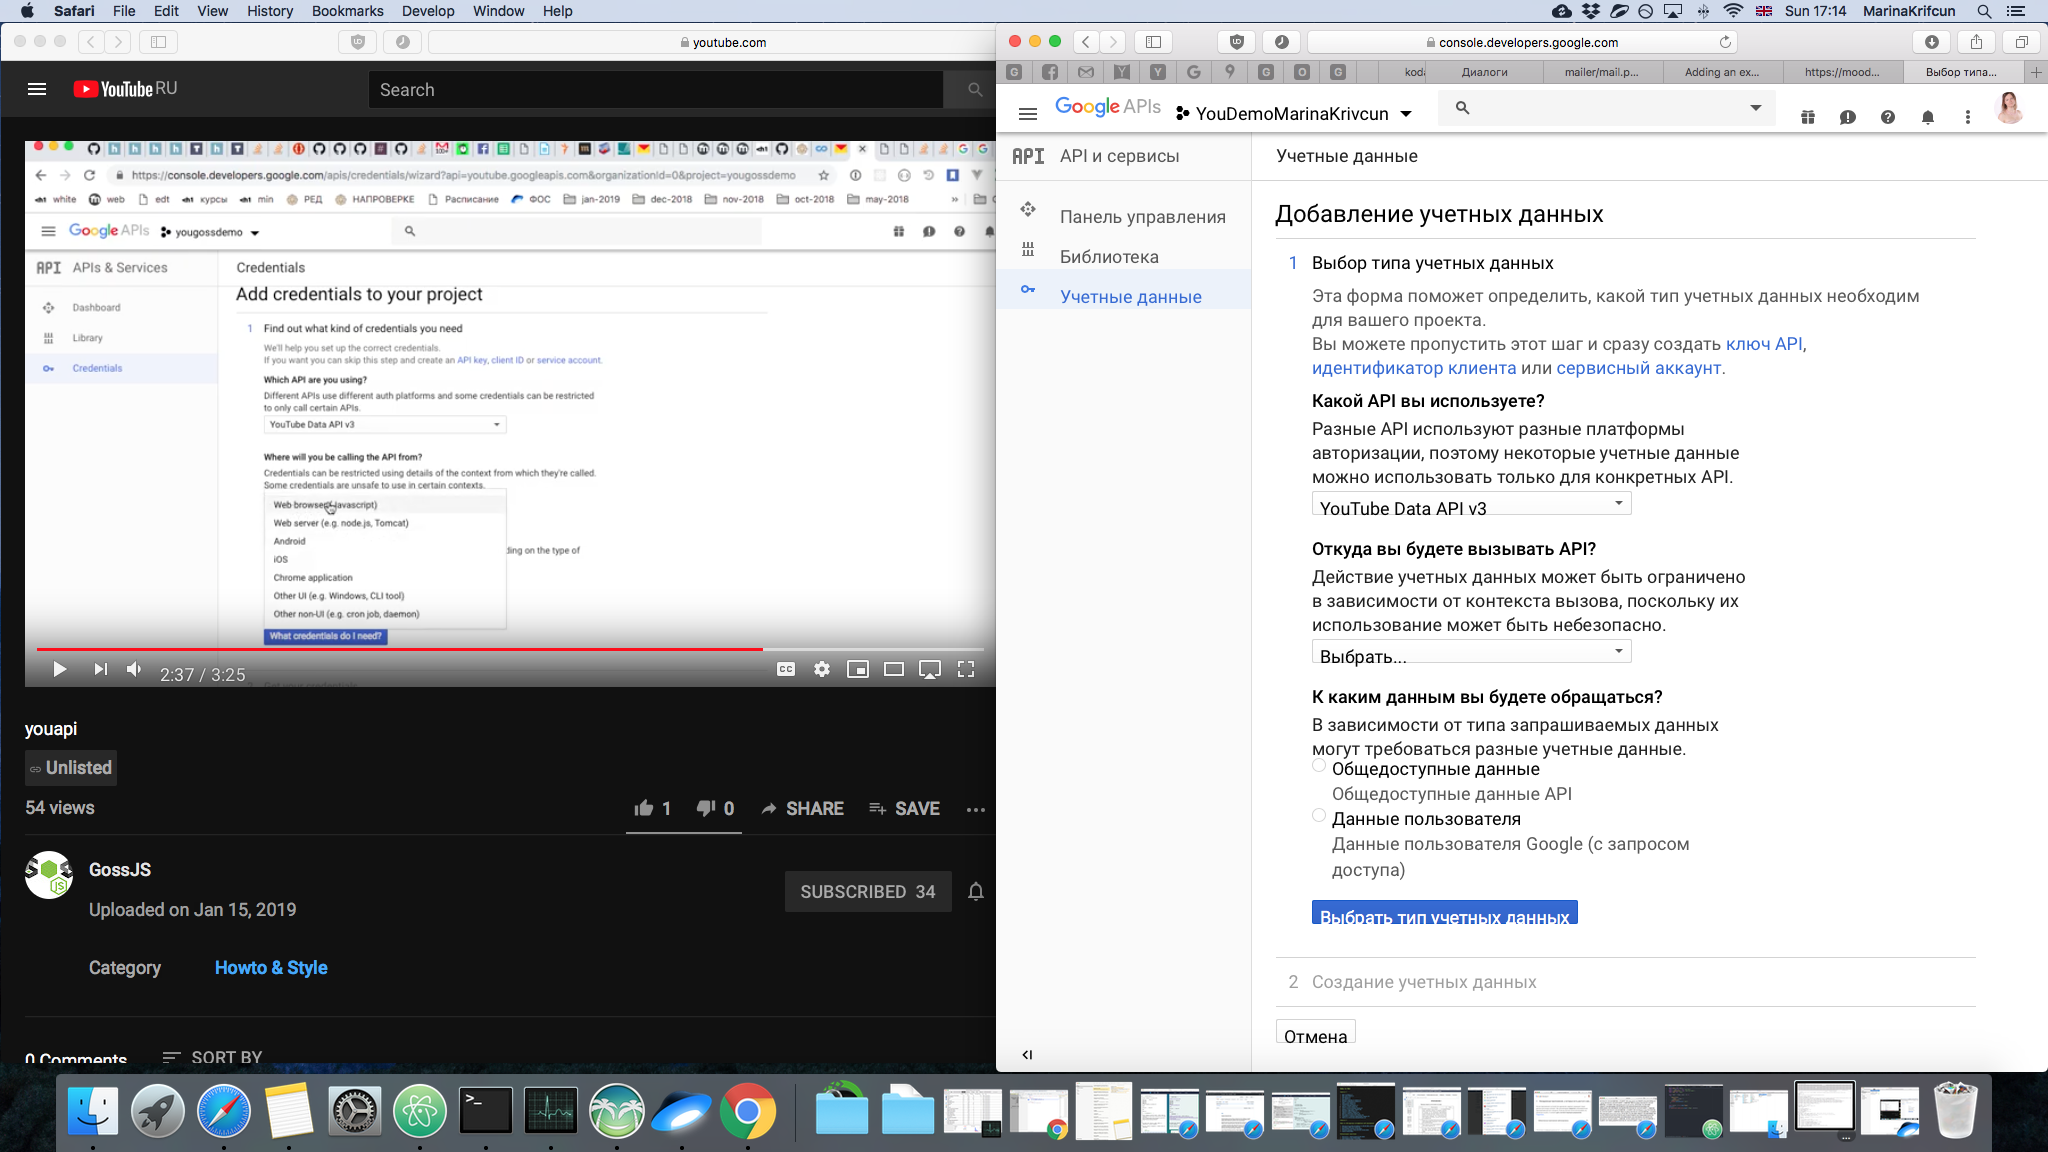 Safari File Edit View History Bookmarks Develop Window Help
Sun 17:14 MarinaKrifcun
youtube.com
YouTube RU
Search
https://console.developers.google.com/apis/credentials/wizard?api=youtube.googleapis.com&organizationId=0&project=yougossdemo
white web edt курсы min РЕД НАПРОВЕРКЕ Расписание ФОС jan-2019 dec-2018 nov-2018 oct-2018 may-2018 »
Google APIs yougossdemo
API APIs & Services
Credentials
Dashboard
Library
Credentials
Add credentials to your project
1 Find out what kind of credentials you need
We'll help you set up the correct credentials.
If you want you can skip this step and create an API key, client ID or service account.
Which API are you using?
Different APIs use different auth platforms and some credentials can be restricted
to only call certain APIs.
YouTube Data API v3
Where will you be calling the API from?
Credentials can be restricted using details of the context from which they're called.
Some credentials are unsafe to use in certain contexts.
Web browser (Javascript)
Web server (e.g. node.js, Tomcat)
Android
ding on the type of
iOS
Chrome application
Other UI (e.g. Windows, CLI tool)
Other non-UI (e.g. cron job, daemon)
What credentials do I need?
2:37 / 3:25
CC
youapi
Unlisted
54 views
1 0 SHARE SAVE
GossJS
Uploaded on Jan 15, 2019
SUBSCRIBED 34
Category Howto & Style
0 Comments SORT BY
console.developers.google.com
Диалоги mailer/mail.p... Adding an ex... https://mood... Выбор типа...
Google APIs YouDemoMarinaKrivcun
API API и сервисы
Панель управления
Библиотека
Учетные данные
Учетные данные
Добавление учетных данных
1 Выбор типа учетных данных
Эта форма поможет определить, какой тип учетных данных необходим
для вашего проекта.
Вы можете пропустить этот шаг и сразу создать ключ API,
идентификатор клиента или сервисный аккаунт.
Какой API вы используете?
Разные API используют разные платформы
авторизации, поэтому некоторые учетные данные
можно использовать только для конкретных API.
YouTube Data API v3
Откуда вы будете вызывать API?
Действие учетных данных может быть ограничено
в зависимости от контекста вызова, поскольку их
использование может быть небезопасно.
Выбрать...
К каким данным вы будете обращаться?
В зависимости от типа запрашиваемых данных
могут требоваться разные учетные данные.
Общедоступные данные
Общедоступные данные API
Данные пользователя
Данные пользователя Google (с запросом
доступа)
Выбрать тип учетных данных
2 Создание учетных данных
Отмена